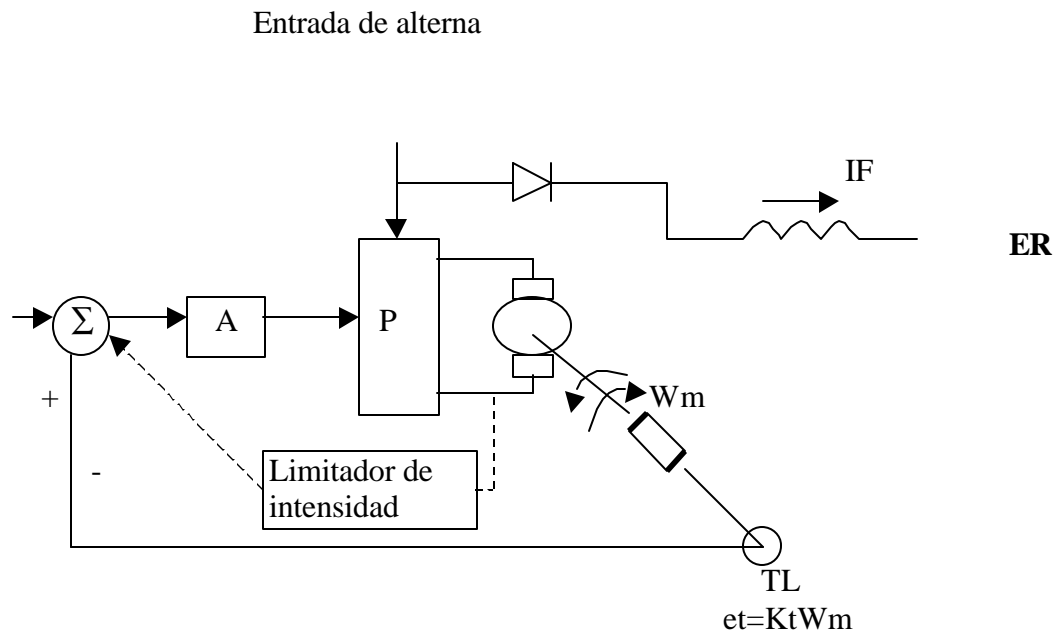 Entrada de alterna
IF
ER
Σ
A
P
+
Wm
-
Limitador de
intensidad
TL
et=KtWm